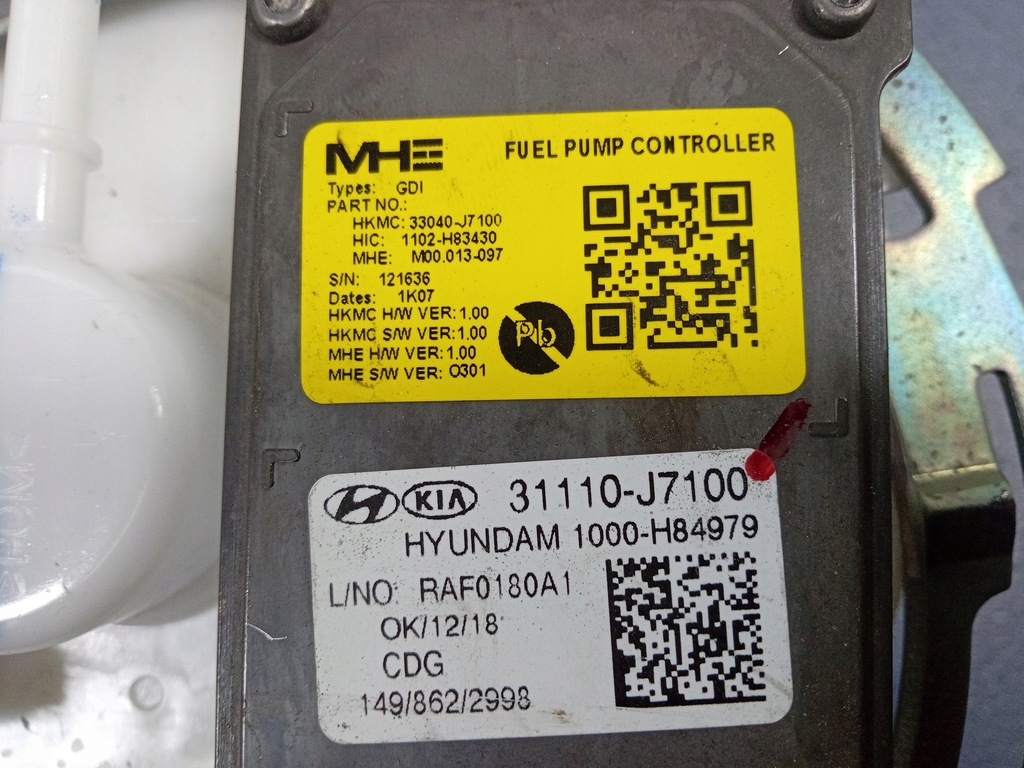 MHE
FUEL PUMP CONTROLLER
Types: GDI
PART NO.:
HKMC: 33040-J7100
HIC: 1102-H83430
MHE: M00.013-097
S/N: 121636
Dates: 1K07
HKMC H/W VER:1.00
HKMC S/W VER:1.00
MHE H/W VER:1.00
MHE S/W VER: O301
Pb
KIA 31110-J7100
HYUNDAM 1000-H84979
L/NO: RAF0180A1
OK/12/18
CDG
149/862/2998